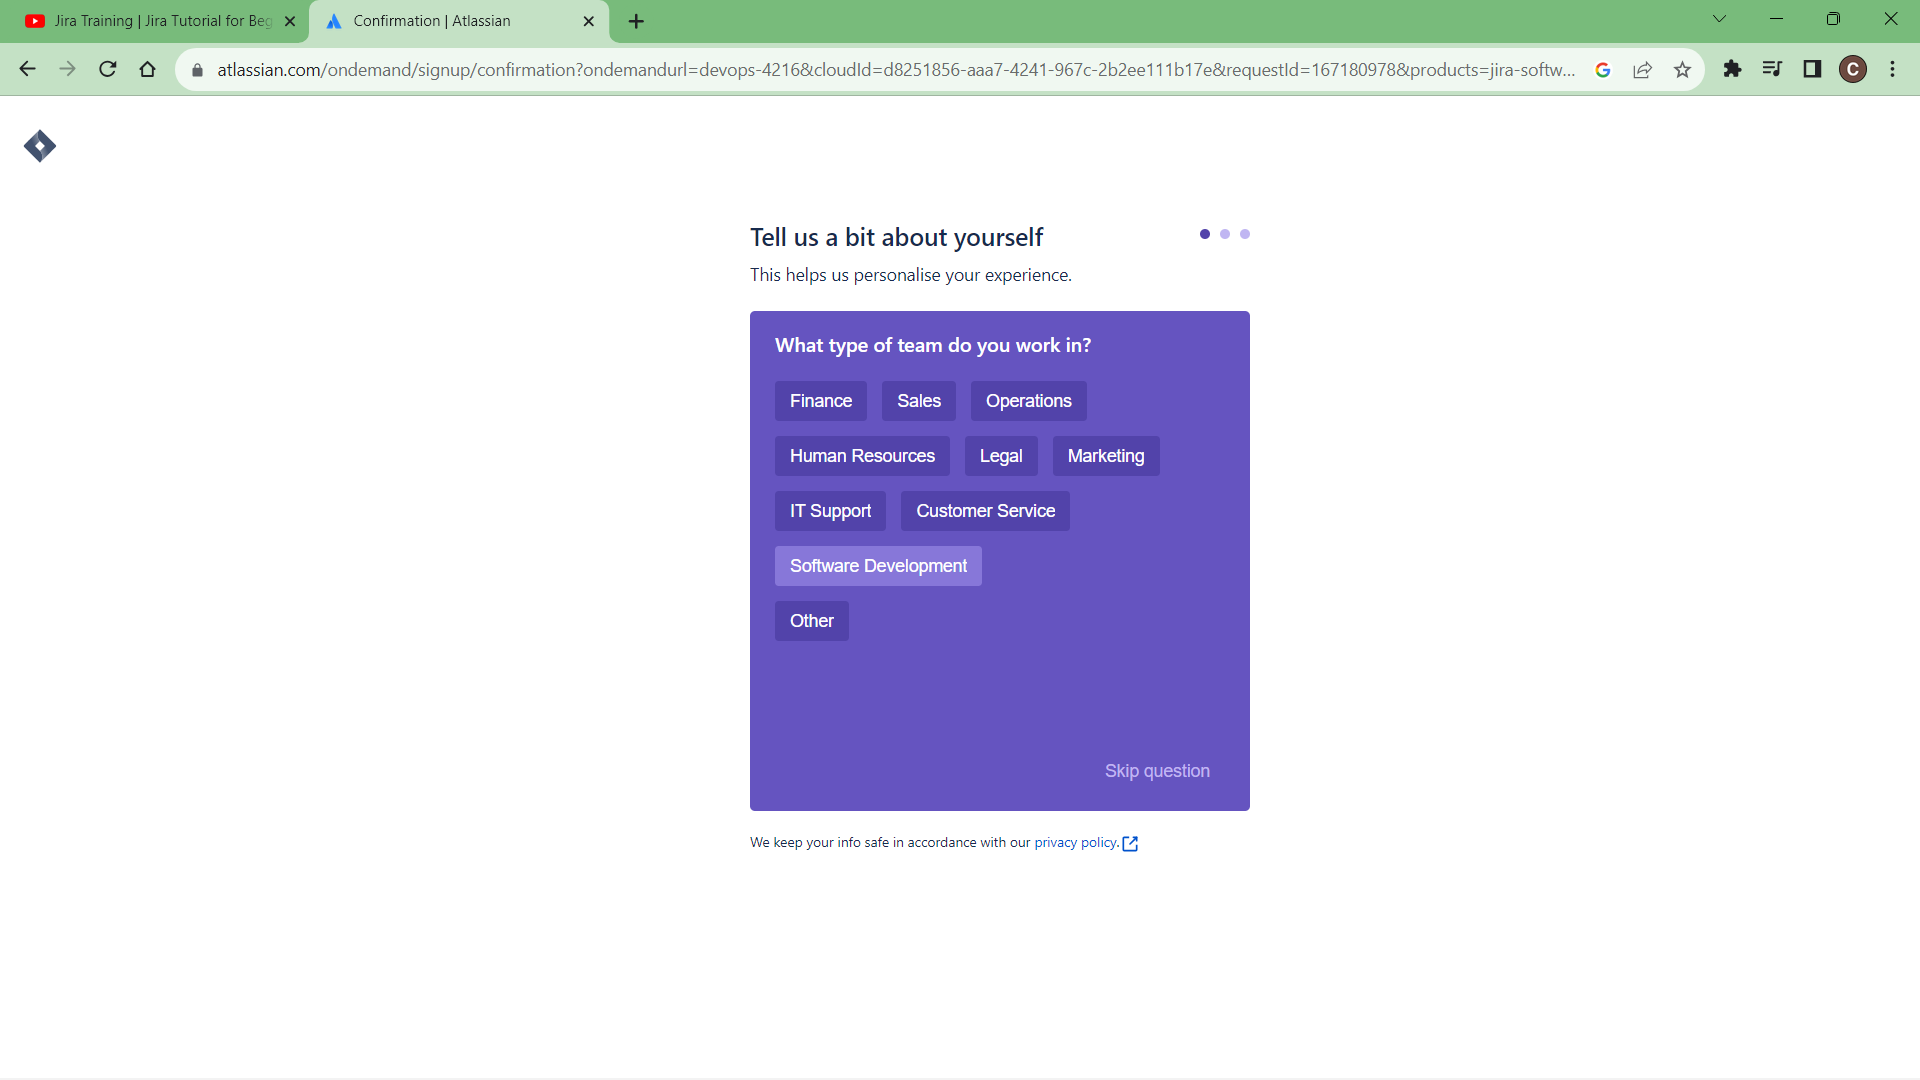 Jira Training | Jira Tutorial for Beg
Confirmation | Atlassian
atlassian.com/ondemand/signup/confirmation?ondemandurl=devops-4216&cloudId=d8251856-aaa7-4241-967c-2b2ee111b17e&requestId=167180978&products=jira-softw...
C
Tell us a bit about yourself
This helps us personalise your experience.
What type of team do you work in?
Finance Sales Operations
Human Resources Legal Marketing
IT Support Customer Service
Software Development
Other
Skip question
We keep your info safe in accordance with our privacy policy.